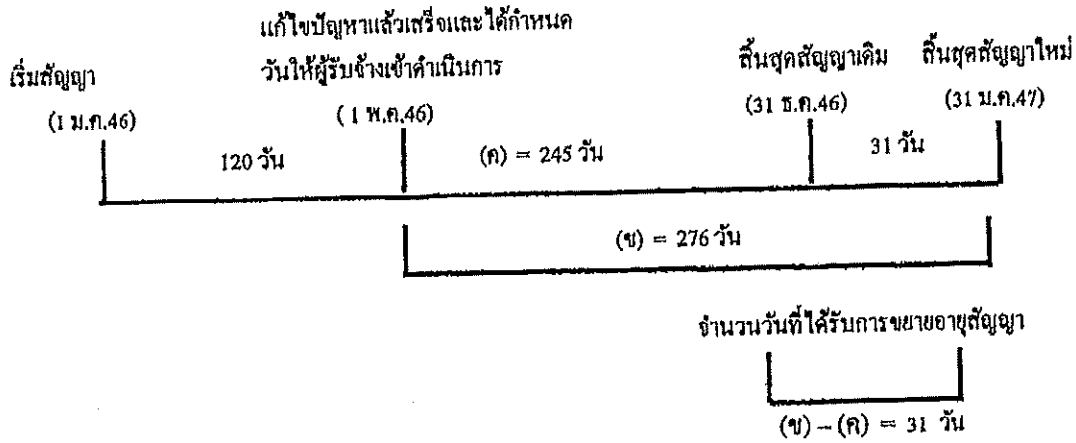 แก้ไขปัญหาแล้วเสร็จและได้กำหนด
วันให้ผู้รับจ้างเข้าดำเนินการ
เริ่มสัญญา
สิ้นสุดสัญญาเดิม
สิ้นสุดสัญญาใหม่
(1 ม.ค.46)
(1 พ.ค.46)
(31 ธ.ค.46)
(31 ม.ค.47)
120 วัน
(ค) = 245 วัน
31 วัน
(ข) = 276 วัน
จำนวนวันที่ได้รับการขยายอายุสัญญา
(ข) – (ค) = 31 วัน